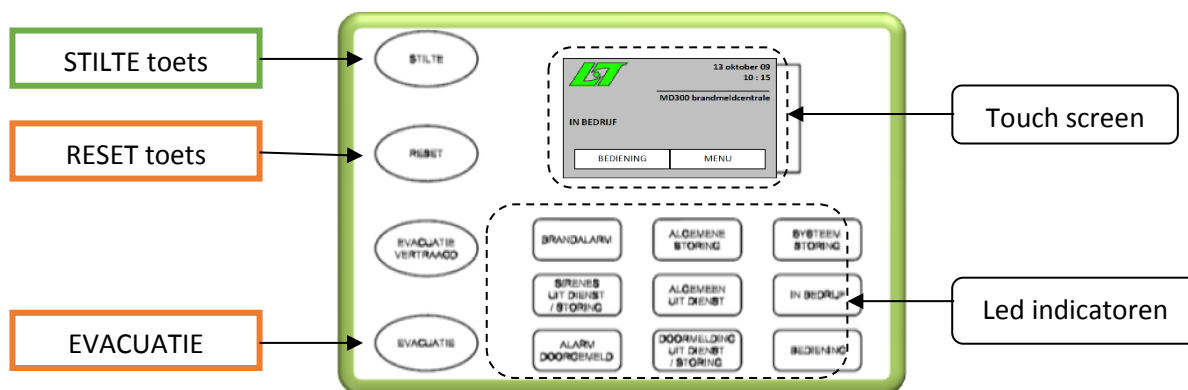 STILTE toets
RESET toets
EVACUATIE
STILTE
RESET
EVACUATIE
VERTRAAGD
EVACUATIE
13 oktober 09
10 : 15
MD300 brandmeldcentrale
IN BEDRIJF
BEDIENING
MENU
BRANDALARM
ALGEMENE
STORING
SYSTEEM
STORING
SIRENES
UIT DIENST
/ STORING
ALGEMEEN
UIT DIENST
IN BEDRIJF
ALARM
DOORGEMELD
DOORMELDING
UIT DIENST
/ STORING
BEDIENING
Touch screen
Led indicatoren